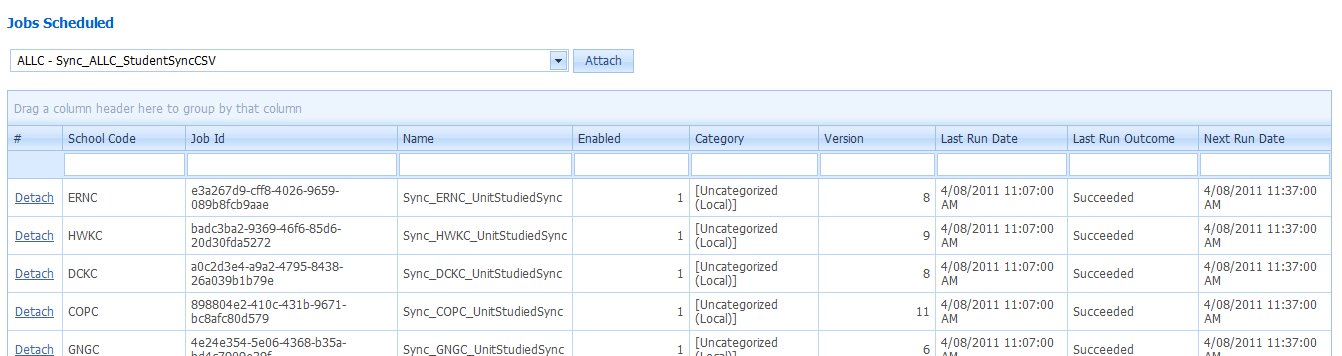 Jobs Scheduled
ALLC - Sync_ALLC_StudentSyncCSV Attach
Drag a column header here to group by that column
# School Code Job Id Name Enabled Category Version Last Run Date Last Run Outcome Next Run Date
Detach ERNC e3a267d9-cff8-4026-9659-089b8fcb9aae Sync_ERNC_UnitStudiedSync 1 [Uncategorized (Local)] 8 4/08/2011 11:07:00 AM Succeeded 4/08/2011 11:37:00 AM
Detach HWKC badc3ba2-9369-46f6-85d6-20d30fda5272 Sync_HWKC_UnitStudiedSync 1 [Uncategorized (Local)] 9 4/08/2011 11:07:00 AM Succeeded 4/08/2011 11:37:00 AM
Detach DCKC a0c2d3e4-a9a2-4795-8438-26a039b1b79e Sync_DCKC_UnitStudiedSync 1 [Uncategorized (Local)] 8 4/08/2011 11:07:00 AM Succeeded 4/08/2011 11:37:00 AM
Detach COPC 898804e2-410c-431b-9671-bc8afc80d579 Sync_COPC_UnitStudiedSync 1 [Uncategorized (Local)] 11 4/08/2011 11:07:00 AM Succeeded 4/08/2011 11:37:00 AM
Detach GNGC 4e24e354-5e06-4368-b35a- Sync_GNGC_UnitStudiedSync 1 [Uncategorized (Local)] 6 4/08/2011 11:07:00 AM Succeeded 4/08/2011 11:37:00 AM